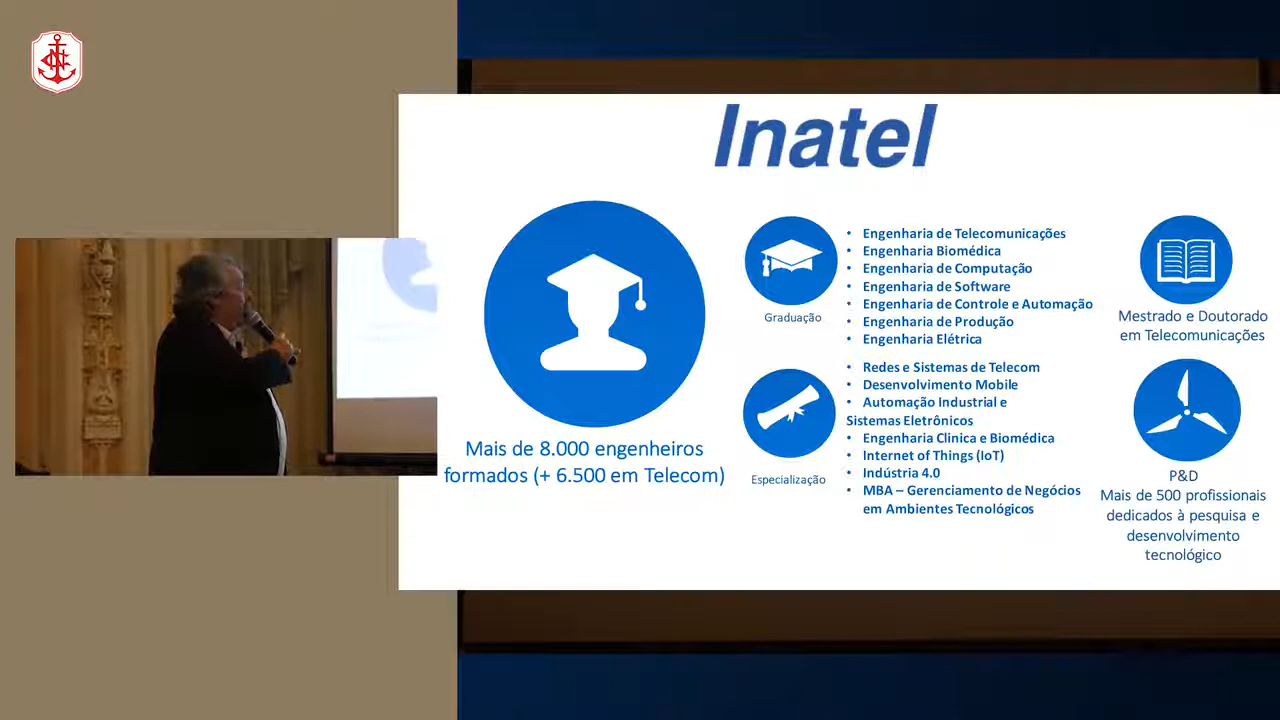 Inatel
Mais de 8.000 engenheiros
formados (+ 6.500 em Telecom)
Graduação
• Engenharia de Telecomunicações
• Engenharia Biomédica
• Engenharia de Computação
• Engenharia de Software
• Engenharia de Controle e Automação
• Engenharia de Produção
• Engenharia Elétrica
Especialização
• Redes e Sistemas de Telecom
• Desenvolvimento Mobile
• Automação Industrial e
Sistemas Eletrônicos
• Engenharia Clinica e Biomédica
• Internet of Things (IoT)
• Indústria 4.0
• MBA – Gerenciamento de Negócios
em Ambientes Tecnológicos
Mestrado e Doutorado
em Telecomunicações
P&D
Mais de 500 profissionais
dedicados à pesquisa e
desenvolvimento
tecnológico